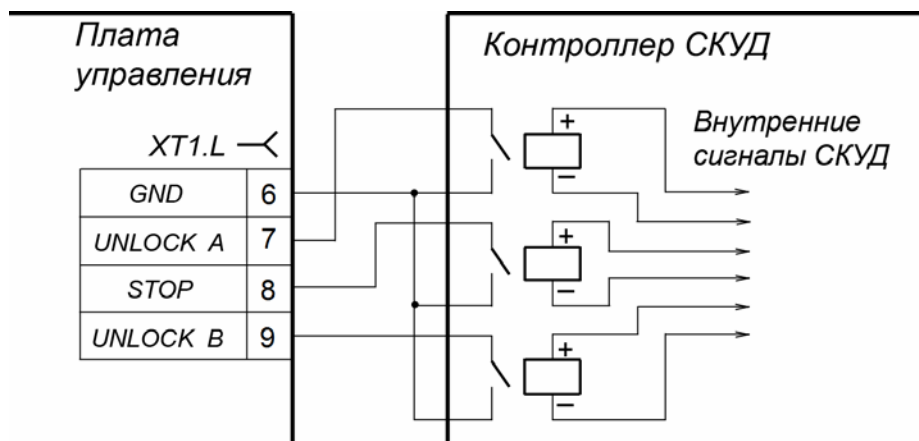 Плата
управления
Контроллер СКУД
XT1.L
Внутренние
сигналы СКУД
GND 6
UNLOCK A 7
STOP 8
UNLOCK B 9
+
−
+
−
+
−